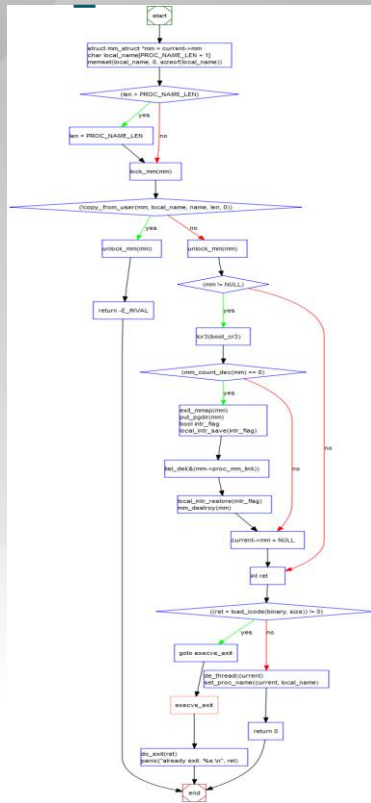 start
struct mm_struct *mm = current->mm
char local_name[PROC_NAME_LEN + 1]
memset(local_name, 0, sizeof(local_name))
(len > PROC_NAME_LEN)
yes
len = PROC_NAME_LEN
no
lock_mm(mm)
(!copy_from_user(mm, local_name, name, len, 0))
yes
no
unlock_mm(mm)
unlock_mm(mm)
(mm != NULL)
return -E_INVAL
yes
lcr3(boot_cr3)
(mm_count_dec(mm) == 0)
yes
exit_mmap(mm)
put_pgdir(mm)
bool intr_flag
local_intr_save(intr_flag)
no
list_del(&(mm->proc_mm_link))
no
local_intr_restore(intr_flag)
mm_destroy(mm)
current->mm = NULL
int ret
((ret = load_icode(binary, size)) != 0)
yes
no
goto execve_exit
de_thread(current)
set_proc_name(current, local_name)
execve_exit
return 0
do_exit(ret)
panic("already exit: %e.\n", ret)
end